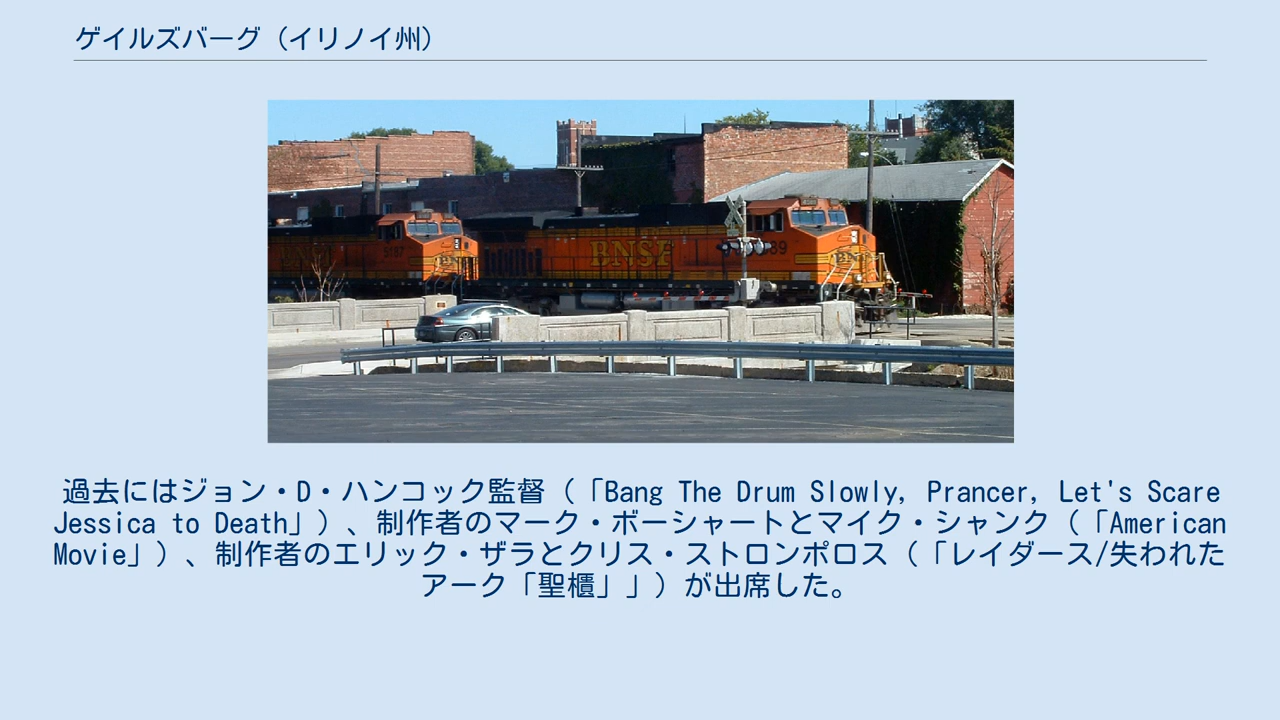 ゲイルズバーグ（イリノイ州）
BNSF
5197
過去にはジョン・D・ハンコック監督（「Bang The Drum Slowly, Prancer, Let's Scare
Jessica to Death」）、制作者のマーク・ボーシャートとマイク・シャンク（「American
Movie」）、制作者のエリック・ザラとクリス・ストロンポロス（「レイダース/失われた
アーク「聖櫃」」）が出席した。